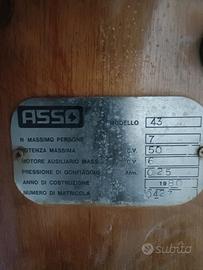 ASSO
MODELLO 43
N MASSIMO PERSONE 7
POTENZA MASSIMA C.V. 50
MOTORE AUSILIARIO MASS. C.V. 6
PRESSIONE DI GONFIAGGIO Atm. 0.25
ANNO DI COSTRUZIONE 1980
NUMERO DI MATRICOLA
subito